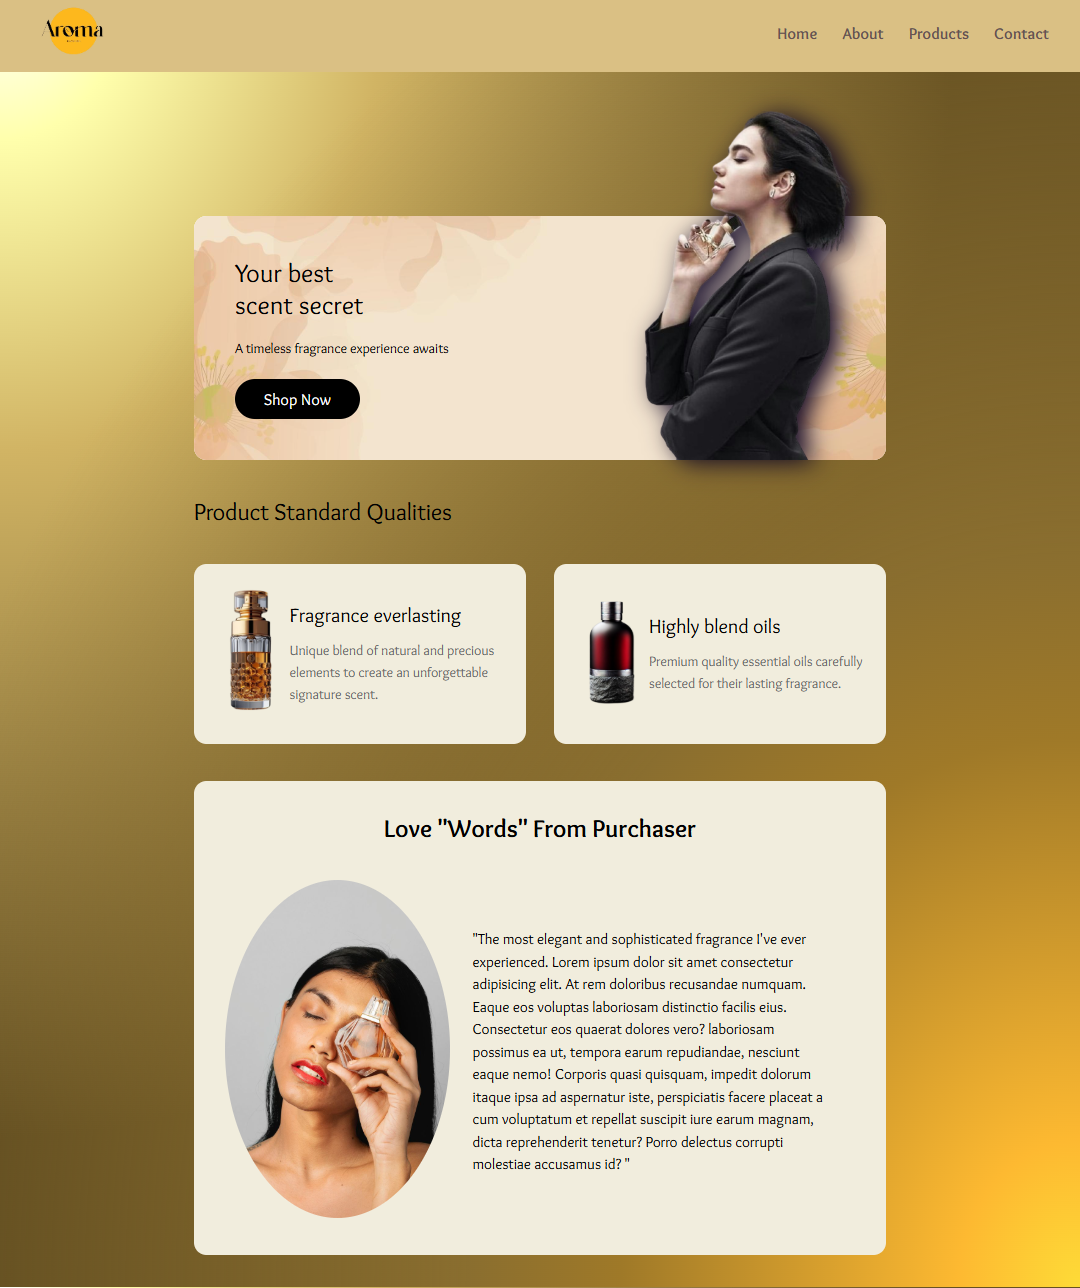 Aroma
Home About Products Contact
Your best
scent secret
A timeless fragrance experience awaits
Shop Now
Product Standard Qualities
Fragrance everlasting
Unique blend of natural and precious
elements to create an unforgettable
signature scent.
Highly blend oils
Premium quality essential oils carefully
selected for their lasting fragrance.
Love "Words" From Purchaser
"The most elegant and sophisticated fragrance I've ever
experienced. Lorem ipsum dolor sit amet consectetur
adipisicing elit. At rem doloribus recusandae numquam.
Eaque eos voluptas laboriosam distinctio facilis eius.
Consectetur eos quaerat dolores vero? laboriosam
possimus ea ut, tempora earum repudiandae, nesciunt
eaque nemo! Corporis quasi quisquam, impedit dolorum
itaque ipsa ad aspernatur iste, perspiciatis facere placeat a
cum voluptatum et repellat suscipit iure earum magnam,
dicta reprehenderit tenetur? Porro delectus corrupti
molestiae accusamus id? "